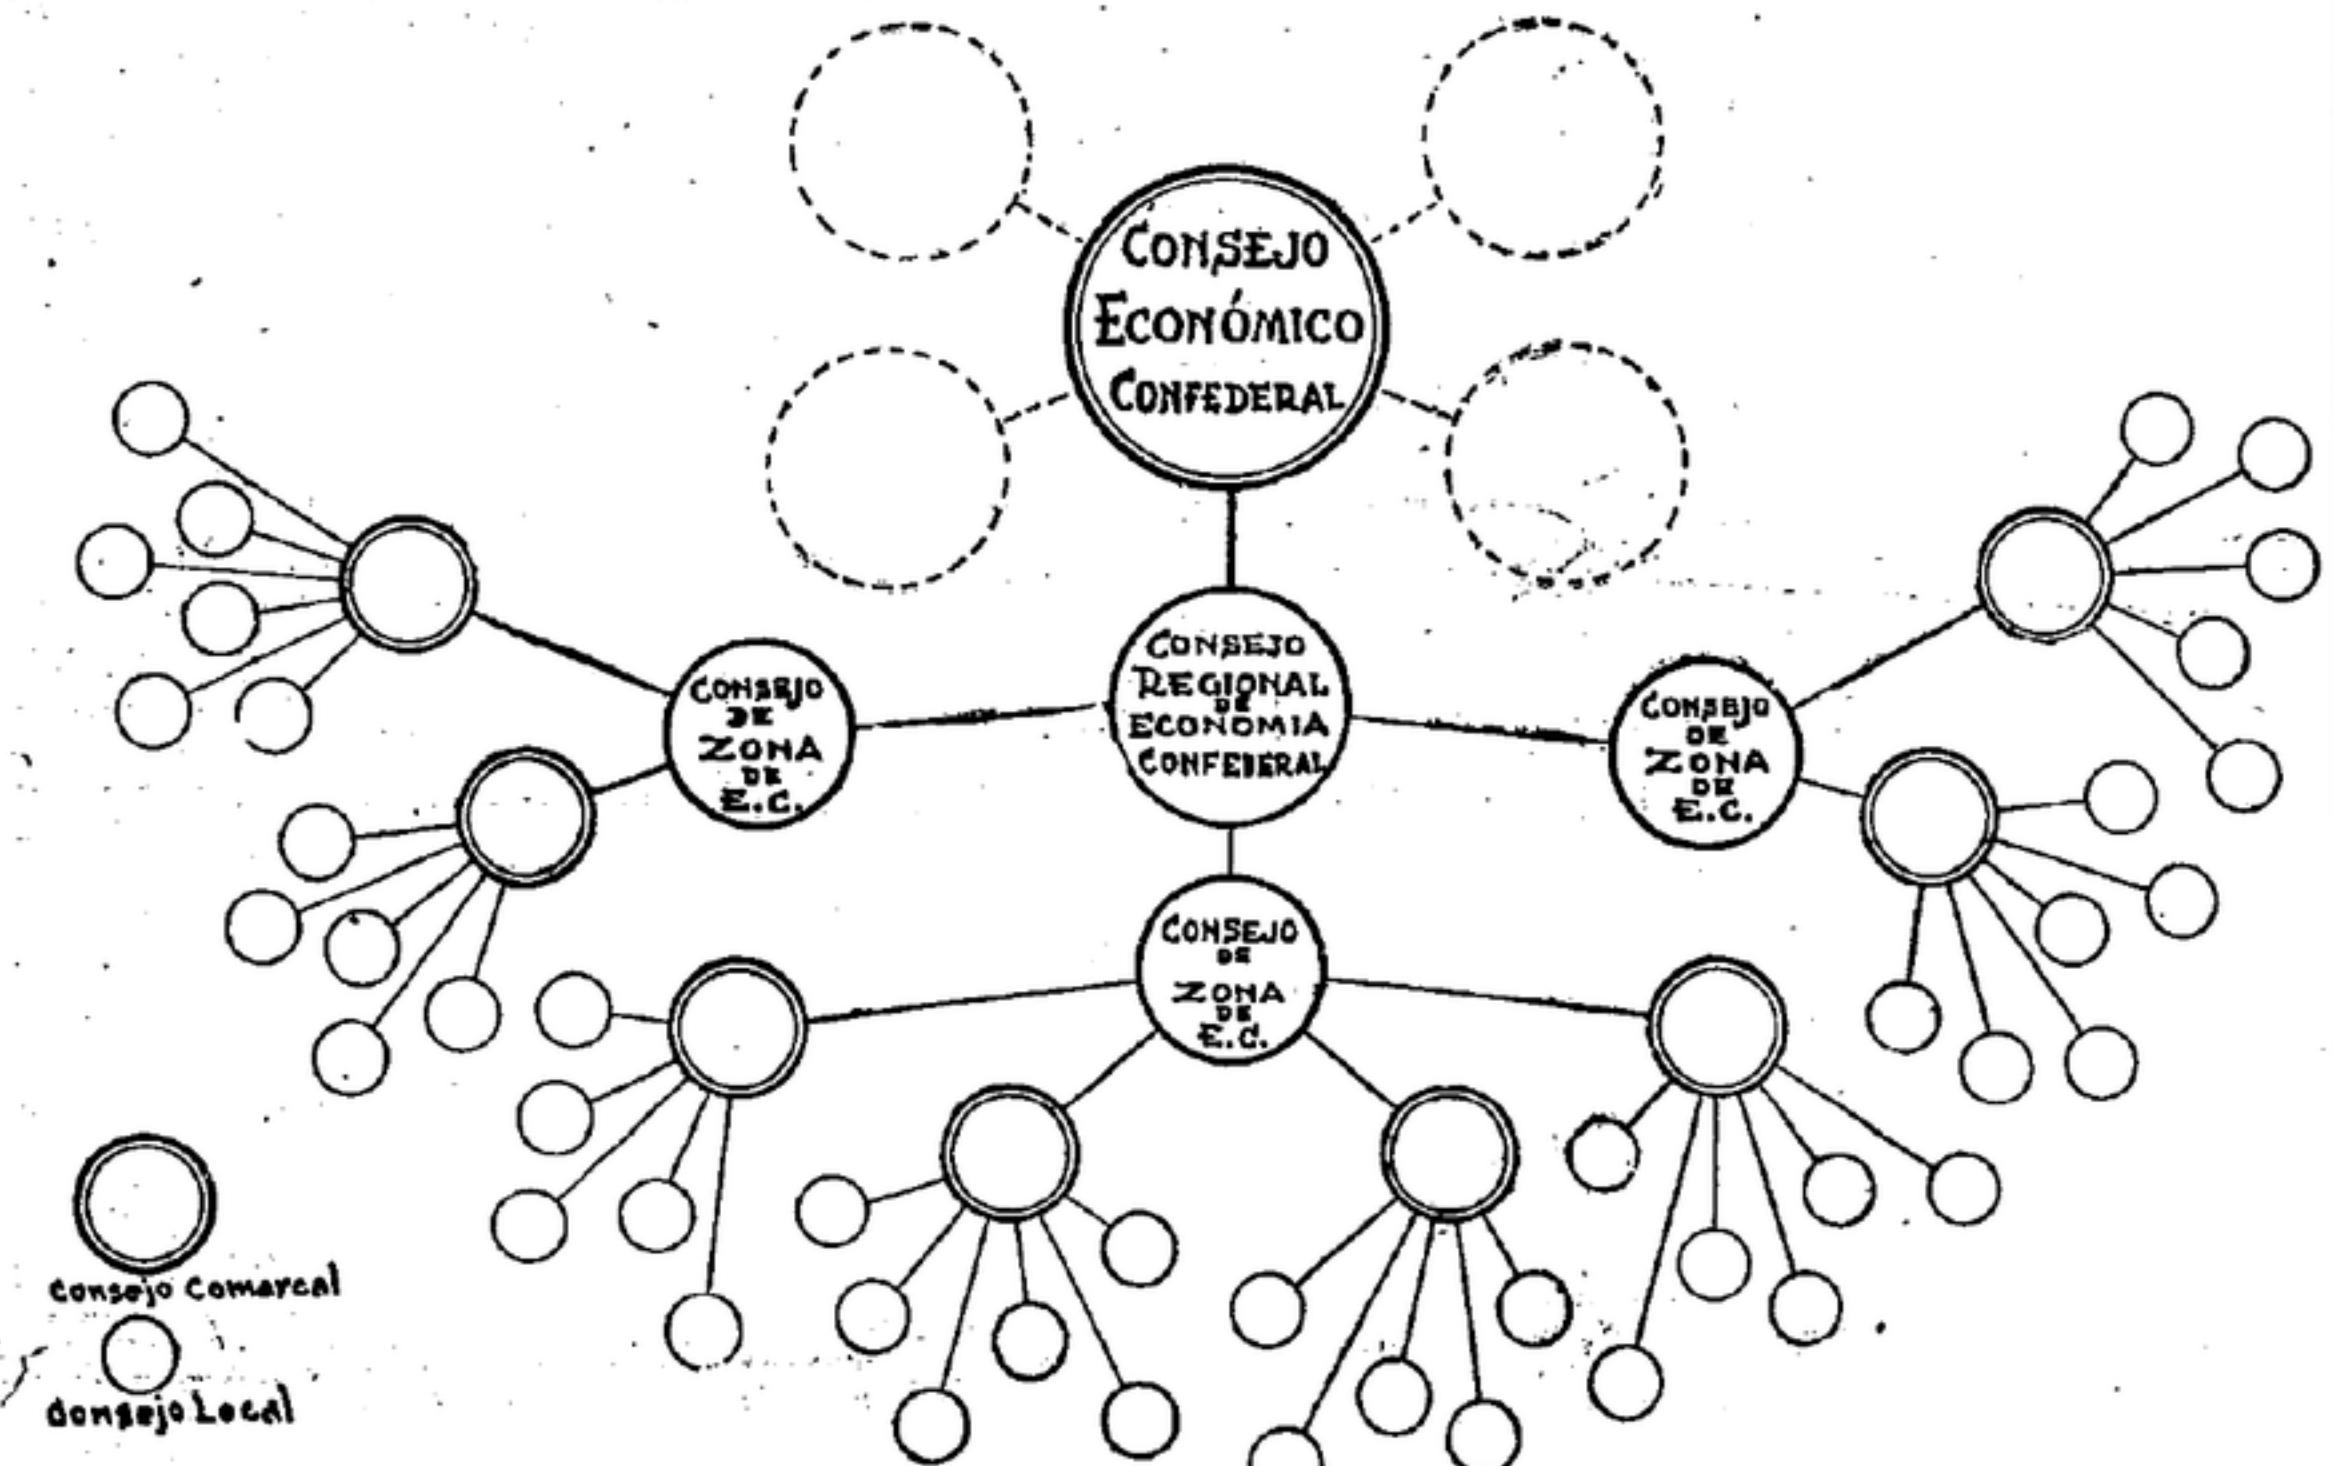 CONSEJO
ECONÓMICO
CONFEDERAL
CONSEJO
REGIONAL
DE
ECONOMIA
CONFEDERAL
CONSEJO
DE
ZONA
DE
E.C.
CONSEJO
DE
ZONA
DE
E.C.
CONSEJO
DE
ZONA
DE
E.C.
Consejo Comarcal
Consejo Local